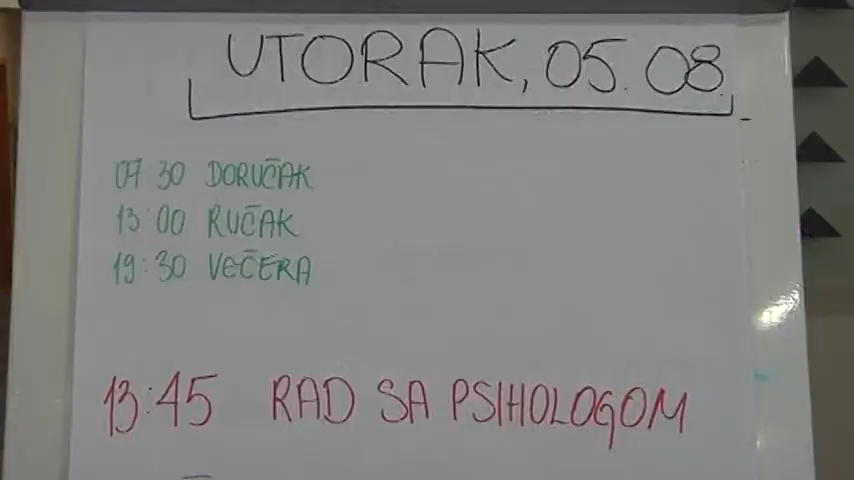 UTORAK, 05.08.
07:30 DORUČAK
13:00 RUČAK
19:30 VEČERA
13:45 RAD SA PSIHOLOGOM